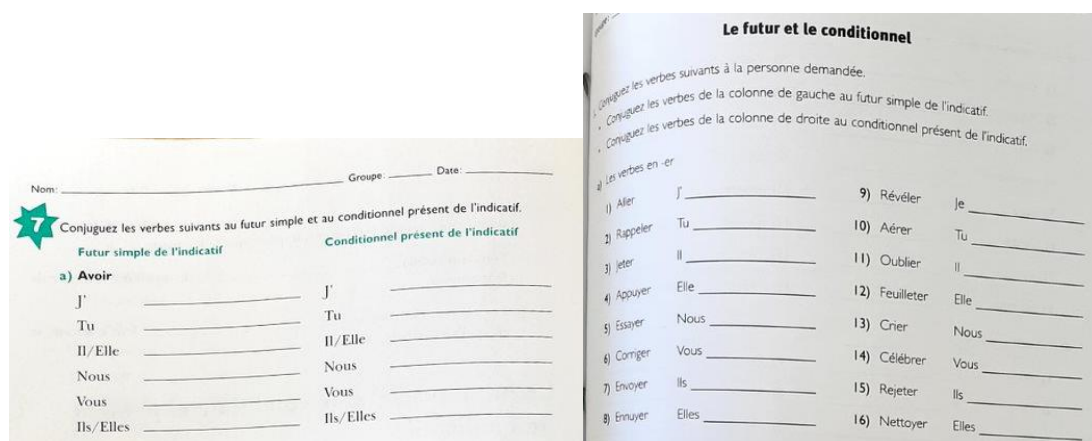 Nom: Groupe: Date:
7 Conjuguez les verbes suivants au futur simple et au conditionnel présent de l'indicatif.
Futur simple de l'indicatif Conditionnel présent de l'indicatif
a) Avoir
J' J'
Tu Tu
Il/Elle Il/Elle
Nous Nous
Vous Vous
Ils/Elles Ils/Elles
Le futur et le conditionnel
Conjuguez les verbes suivants à la personne demandée.
• Conjuguez les verbes de la colonne de gauche au futur simple de l'indicatif.
• Conjuguez les verbes de la colonne de droite au conditionnel présent de l'indicatif.
a) Les verbes en -er
1) Aller J' 9) Révéler Je
2) Rappeler Tu 10) Aérer Tu
3) Jeter Il 11) Oublier Il
4) Appuyer Elle 12) Feuilleter Elle
5) Essayer Nous 13) Crier Nous
6) Corriger Vous 14) Célébrer Vous
7) Envoyer Ils 15) Rejeter Ils
8) Ennuyer Elles 16) Nettoyer Elles